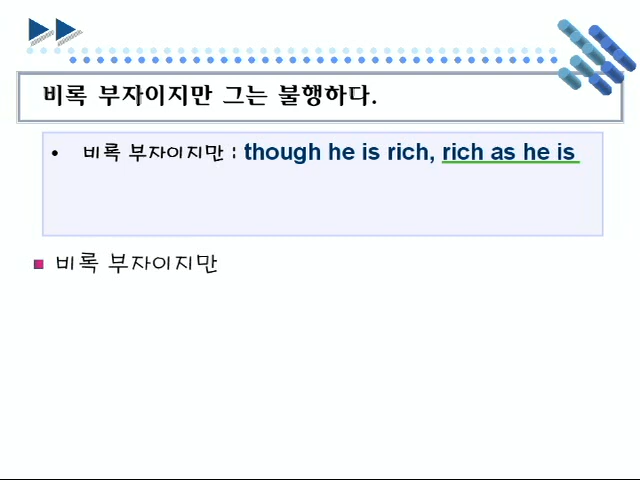 비록 부자이지만 그는 불행하다.
• 비록 부자이지만 : though he is rich, rich as he is
비록 부자이지만